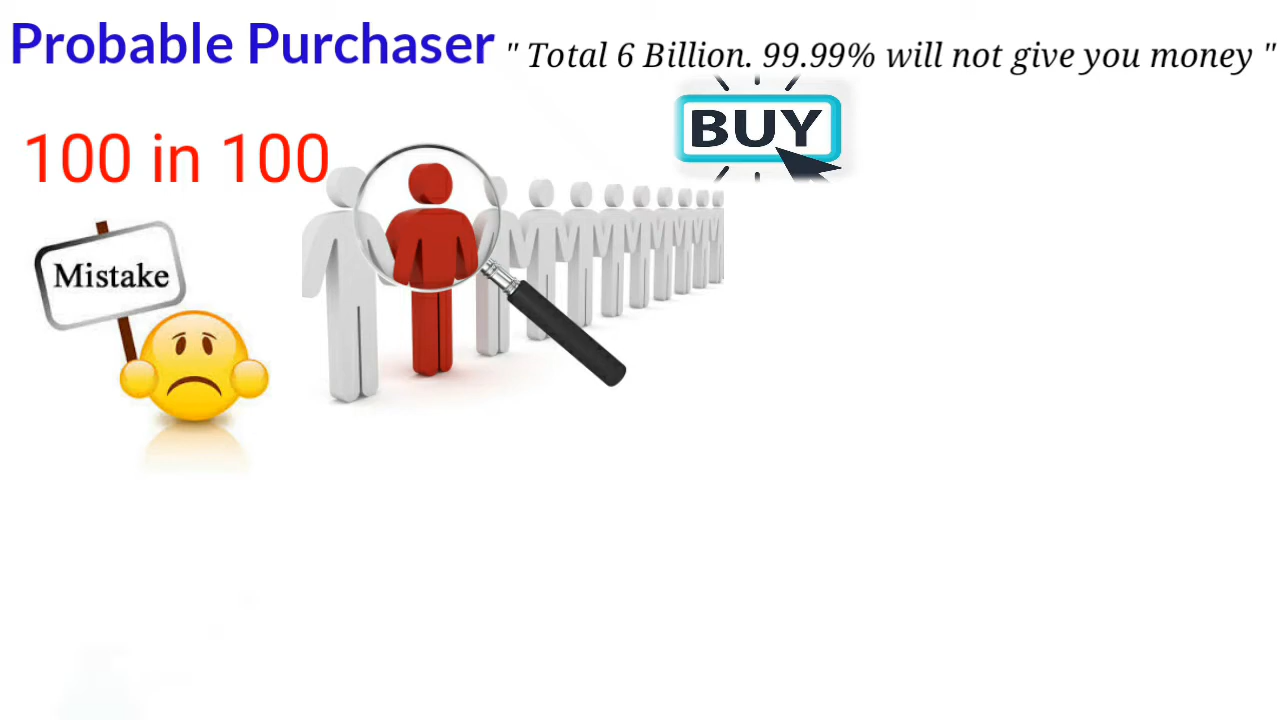 Probable Purchaser " Total 6 Billion. 99.99% will not give you money "
BUY
100 in 100
Mistake